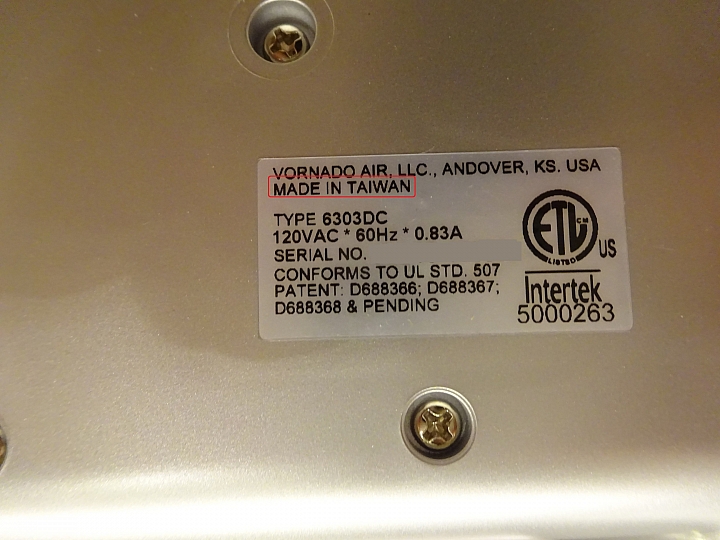 VORNADO AIR, LLC., ANDOVER, KS. USA
MADE IN TAIWAN
TYPE 6303DC
120VAC * 60Hz * 0.83A
SERIAL NO.
CONFORMS TO UL STD. 507
PATENT: D688366; D688367;
D688368 & PENDING
ETL CM
LISTED
US
Intertek
5000263